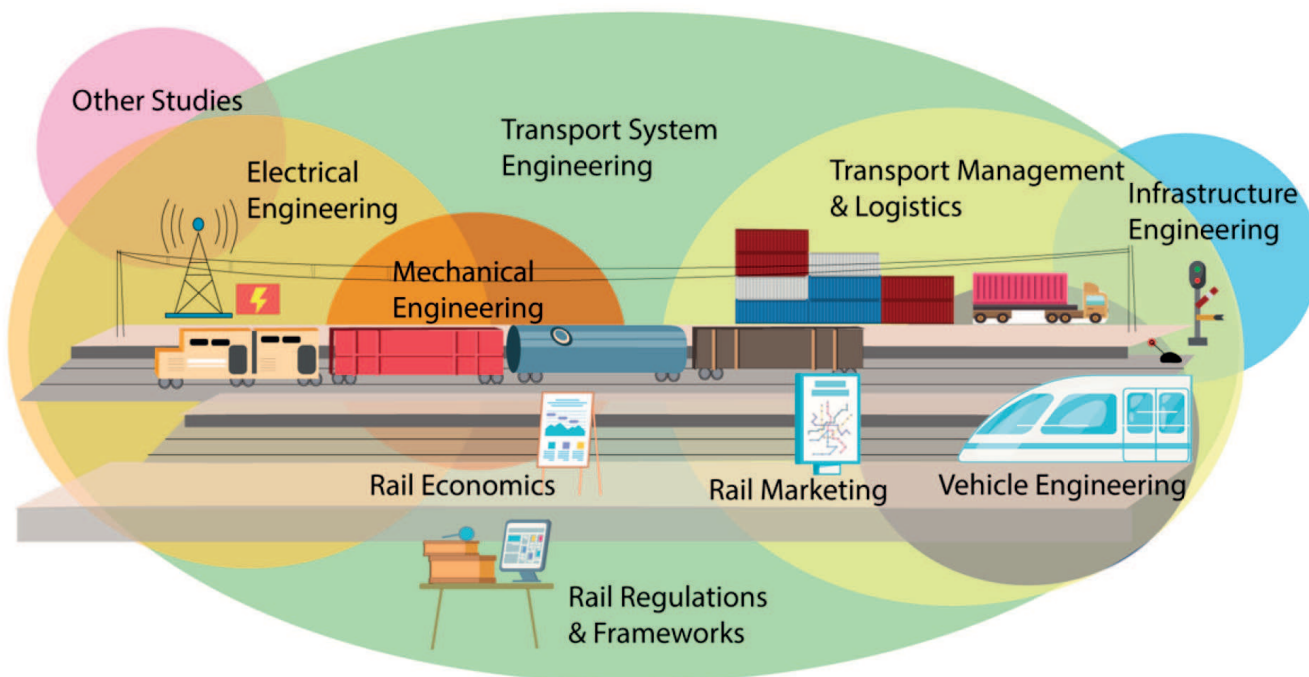 Other Studies
Transport System
Engineering
Electrical
Engineering
Transport Management
& Logistics
Infrastructure
Engineering
Mechanical
Engineering
Rail Economics
Rail Marketing
Vehicle Engineering
Rail Regulations
& Frameworks